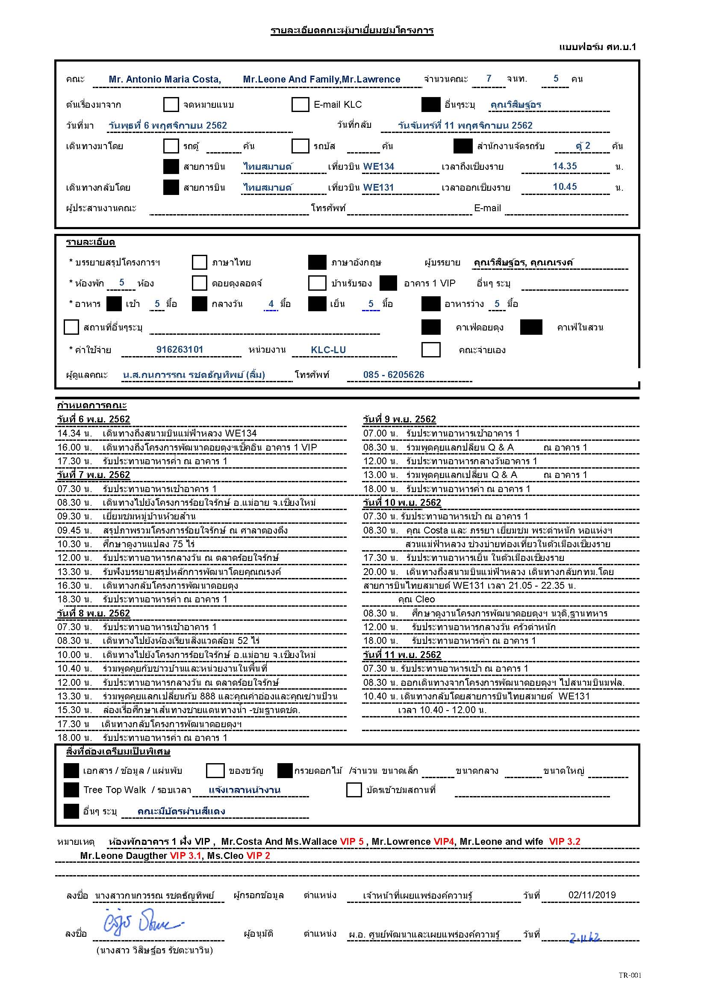 รายละเอียดคณะผู้มาเยี่ยมชมโครงการ
แบบฟอร์ม ศท.บ.1
คณะ Mr. Antonio Maria Costa, Mr.Leone And Family,Mr.Lawrence จำนวนคณะ 7 จนท. 5 คน
ต้นเรื่องมาจาก จดหมายแนบ E-mail KLC อื่นๆระบุ คุณวิสิษฐ์อร
วันที่มา วันพุธที่ 6 พฤศจิกายน 2562 วันที่กลับ วันจันทร์ที่ 11 พฤศจิกายน 2562
เดินทางมาโดย รถตู้ คัน รถบัส คัน สำนักงานจัดรถรับ ตู้ 2 คัน
สายการบิน ไทยสมายด์ เที่ยวบิน WE134 เวลาถึงเชียงราย 14.35 น.
เดินทางกลับโดย สายการบิน ไทยสมายด์ เที่ยวบิน WE131 เวลาออกเชียงราย 10.45 น.
ผู้ประสานงานคณะ โทรศัพท์ E-mail
รายละเอียด
* บรรยายสรุปโครงการฯ ภาษาไทย ภาษาอังกฤษ ผู้บรรยาย คุณวิสิษฐ์อร, คุณณรงค์
* ห้องพัก 5 ห้อง ดอยตุงลอดจ์ บ้านรับรอง อาคาร 1 VIP อื่นๆ ระบุ
* อาหาร เช้า 5 มื้อ กลางวัน 4 มื้อ เย็น 5 มื้อ อาหารว่าง 5 มื้อ
สถานที่อื่นๆระบุ คาเฟ่ดอยตุง คาเฟ่ในสวน
* ค่าใช้จ่าย 916263101 หน่วยงาน KLC-LU คณะจ่ายเอง
ผู้ดูแลคณะ น.ส.กนกวรรณ รชตธัญทิพย์ (ลิ้ม) โทรศัพท์ 085 - 6205626
กำหนดการคณะ
วันที่ 6 พ.ย. 2562
14.34 น. เดินทางถึงสนามบินแม่ฟ้าหลวง WE134
16.00 น. เดินทางถึงโครงการพัฒนาดอยตุงฯเช็คอิน อาคาร 1 VIP
17.30 น. รับประทานอาหารค่ำ ณ อาคาร 1
วันที่ 7 พ.ย. 2562
07.30 น. รับประทานอาหารเช้าอาคาร 1
08.30 น. เดินทางไปยังโครงการร้อยใจรักษ์ อ.แม่อาย จ.เชียงใหม่
09.30 น. เยี่ยมชมหมู่บ้านห้วยส้าน
09.45 น. สรุปภาพรวมโครงการร้อยใจรักษ์ ณ ศาลาตองตึง
10.30 น. ศึกษาดูงานแปลง 75 ไร่
12.00 น. รับประทานอาหารกลางวัน ณ ตลาดร้อยใจรักษ์
13.30 น. รับฟังบรรยายสรุปหลักการพัฒนาโดยคุณณรงค์
16.30 น. เดินทางกลับโครงการพัฒนาดอยตุง
18.30 น. รับประทานอาหารค่ำ ณ อาคาร 1
วันที่ 8 พ.ย. 2562
07.30 น. รับประทานอาหารเช้าอาคาร 1
08.30 น. เดินทางไปยังห้องเรียนสิ่งแวดล้อม 52 ไร่
10.00 น. เดินทางไปยังโครงการร้อยใจรักษ์ อ.แม่อาย จ.เชียงใหม่
10.40 น. ร่วมพูดคุยกับชาวบ้านและหน่วยงานในพื้นที่
12.00 น. รับประทานอาหารกลางวัน ณ ตลาดร้อยใจรักษ์
13.30 น. ร่วมพูดคุยแลกเปลี่ยนกับ 888 และคุณคำอ่องและคุณซานป้วน
15.30 น. ล่องเรือศึกษาเส้นทางชายแดนทางน้ำ -ชมฐานตชด.
17.30 น เดินทางกลับโครงการพัฒนาดอยตุงฯ
18.00 น. รับประทานอาหารค่ำ ณ อาคาร 1
วันที่ 9 พ.ย. 2562
07.00 น. รับประทานอาหารเช้าอาคาร 1
08.30 น. ร่วมพูดคุยแลกปลี่ยน Q & A ณ อาคาร 1
12.00 น. รับประทานอาหารกลางวันอาคาร 1
13.00 น. ร่วมพูดคุยแลกเปลี่ยน Q & A ณ อาคาร 1
18.00 น. รับประทานอาหารค่ำ ณ อาคาร 1
วันที่ 10 พ.ย. 2562
07.30 น. รับประทานอาหารเช้า ณ อาคาร 1
08.30 น. คุณ Costa และ ภรรยา เยี่ยมชม พระตำหนัก หอแห่งฯ
สวนแม่ฟ้าหลวง ช่วงบ่ายท่องเที่ยวในตัวเมืองเชียงราย
17.30 น. รับประทานอาหารเย็น ในตัวเมืองเชียงราย
20.00 น. เดินทางถึงสนามบินแม่ฟ้าหลวง เดินทางกลับกทม.โดย
สายการบินไทยสมายด์ WE131 เวลา 21.05 - 22.35 น.
คุณ Cleo
08.30 น. ศึกษาดูงานโครงการพัฒนาดอยตุงฯ นวุติ,ฐานทหาร
12.00 น. รับประทานอาหารกลางวัน ครัวตำหนัก
18.00 น. รับประทานอาหารค่ำ ณ อาคาร 1
วันที่ 11 พ.ย. 2562
07.30 น. รับประทานอาหารเช้า ณ อาคาร 1
08.30 น. ออกเดินทางจากโครงการพัฒนาดอยตุงฯ ไปสนามบินมฟล.
10.40 น. เดินทางกลับโดยสายการบินไทยสมายด์ WE131
เวลา 10.40 - 12.00 น.
สิ่งที่ต้องเตรียมเป็นพิเศษ
เอกสาร / ข้อมูล / แผ่นพับ ของขวัญ กรวยดอกไม้ /จำนวน ขนาดเล็ก ขนาดกลาง ขนาดใหญ่
Tree Top Walk / รอบเวลา แจ้งเวลาหน้างาน บัตรเข้าชมสถานที่
อื่นๆ ระบุ คณะมีบัตรผ่านสีแดง
หมายเหตุ ห้องพักอาคาร 1 ฝั่ง VIP , Mr.Costa And Ms.Wallace VIP 5 , Mr.Lowrence VIP4, Mr.Leone and wife VIP 3.2
Mr.Leone Daugther VIP 3.1, Ms.Cleo VIP 2
ลงชื่อ นางสาวกนกวรรณ รชตธัญทิพย์ ผู้กรอกข้อมูล ตำแหน่ง เจ้าหน้าที่เผยแพร่องค์ความรู้ วันที่ 02/11/2019
ลงชื่อ ผู้อนุมัติ ตำแหน่ง ผ.อ. ศูนย์พัฒนาและเผยแพร่องค์ความรู้ วันที่ 2.11.62
(นางสาว วิสิษฐ์อร รัชตะนาวิน)
TR-001